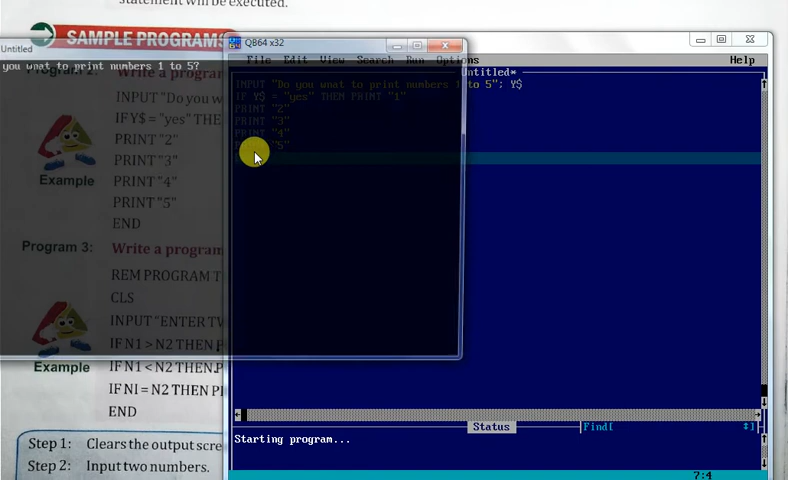 statement will be executed.
SAMPLE PROGRAMS
QB64 x32
Untitled
File Edit View Search Run Options Help
you wnat to print numbers 1 to 5?
Untitled*
Program 2: Write a program
INPUT "Do you wnat to print numbers 1 to 5"; Y$
IF Y$ = "yes" THEN PRINT "1"
PRINT "2"
PRINT "3"
PRINT "4"
PRINT "5"
INPUT "Do you w
IF Y$ = "yes" THE
PRINT "2"
PRINT "3"
Example
PRINT "4"
PRINT "5"
END
Program 3: Write a program
REM PROGRAM T
CLS
INPUT "ENTER TV
IF N1 > N2 THEN P
Example
IF N1 < N2 THEN P
IF NI = N2 THEN PI
END
Status
Find[
Starting program...
Step 1: Clears the output scre
Step 2: Input two numbers.
7:4